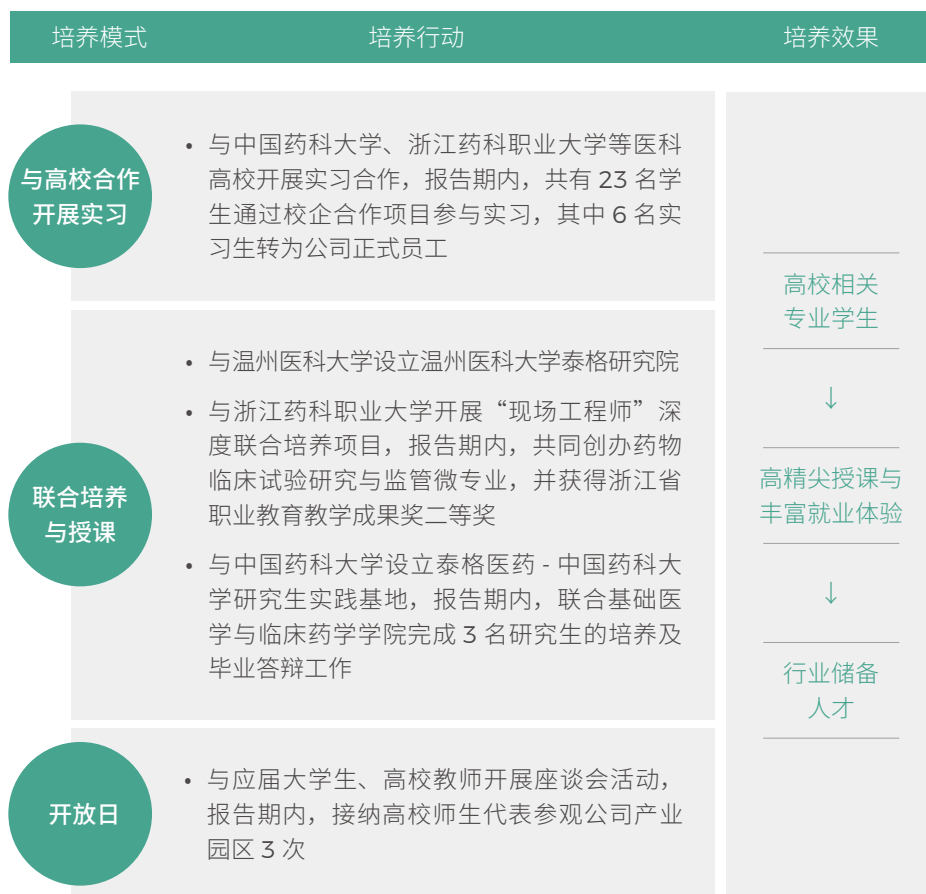 培养模式 培养行动 培养效果
与高校合作
开展实习
• 与中国药科大学、浙江药科职业大学等医科
高校开展实习合作，报告期内，共有 23 名学
生通过校企合作项目参与实习，其中 6 名实
习生转为公司正式员工
联合培养
与授课
• 与温州医科大学设立温州医科大学泰格研究院
• 与浙江药科职业大学开展“现场工程师”深
度联合培养项目，报告期内，共同创办药物
临床试验研究与监管微专业，并获得浙江省
职业教育教学成果奖二等奖
• 与中国药科大学设立泰格医药 - 中国药科大
学研究生实践基地，报告期内，联合基础医
学与临床药学学院完成 3 名研究生的培养及
毕业答辩工作
开放日
• 与应届大学生、高校教师开展座谈会活动，
报告期内，接纳高校师生代表参观公司产业
园区 3 次
高校相关
专业学生
↓
高精尖授课与
丰富就业体验
↓
行业储备
人才